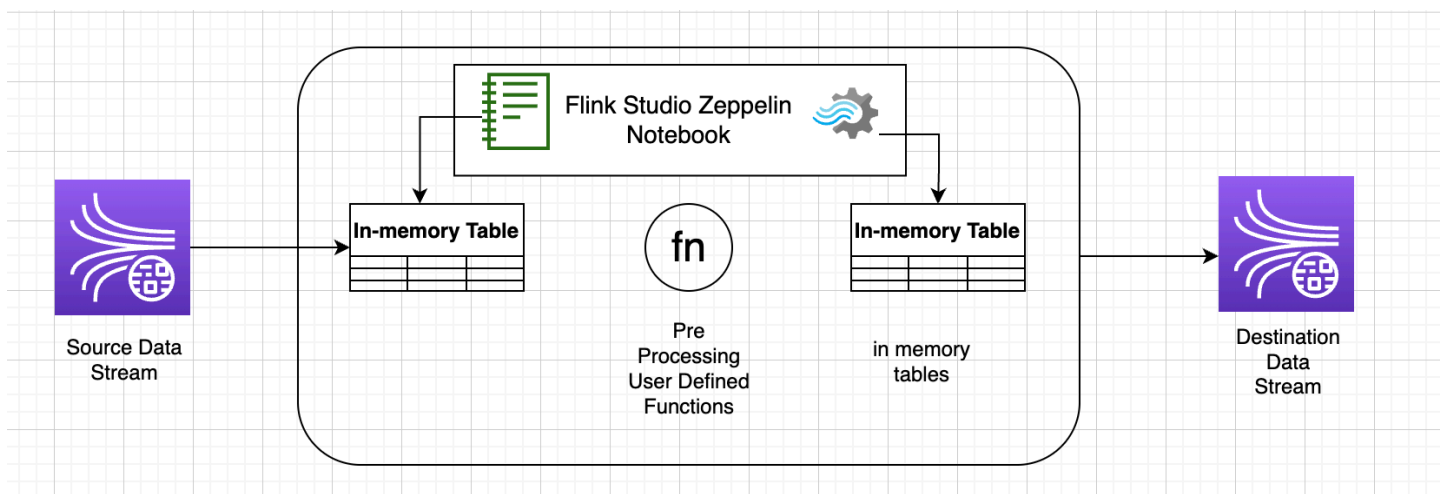 Flink Studio Zeppelin
Notebook
In-memory Table
In-memory Table
fn
Source Data
Stream
Pre
Processing
User Defined
Functions
in memory
tables
Destination
Data
Stream